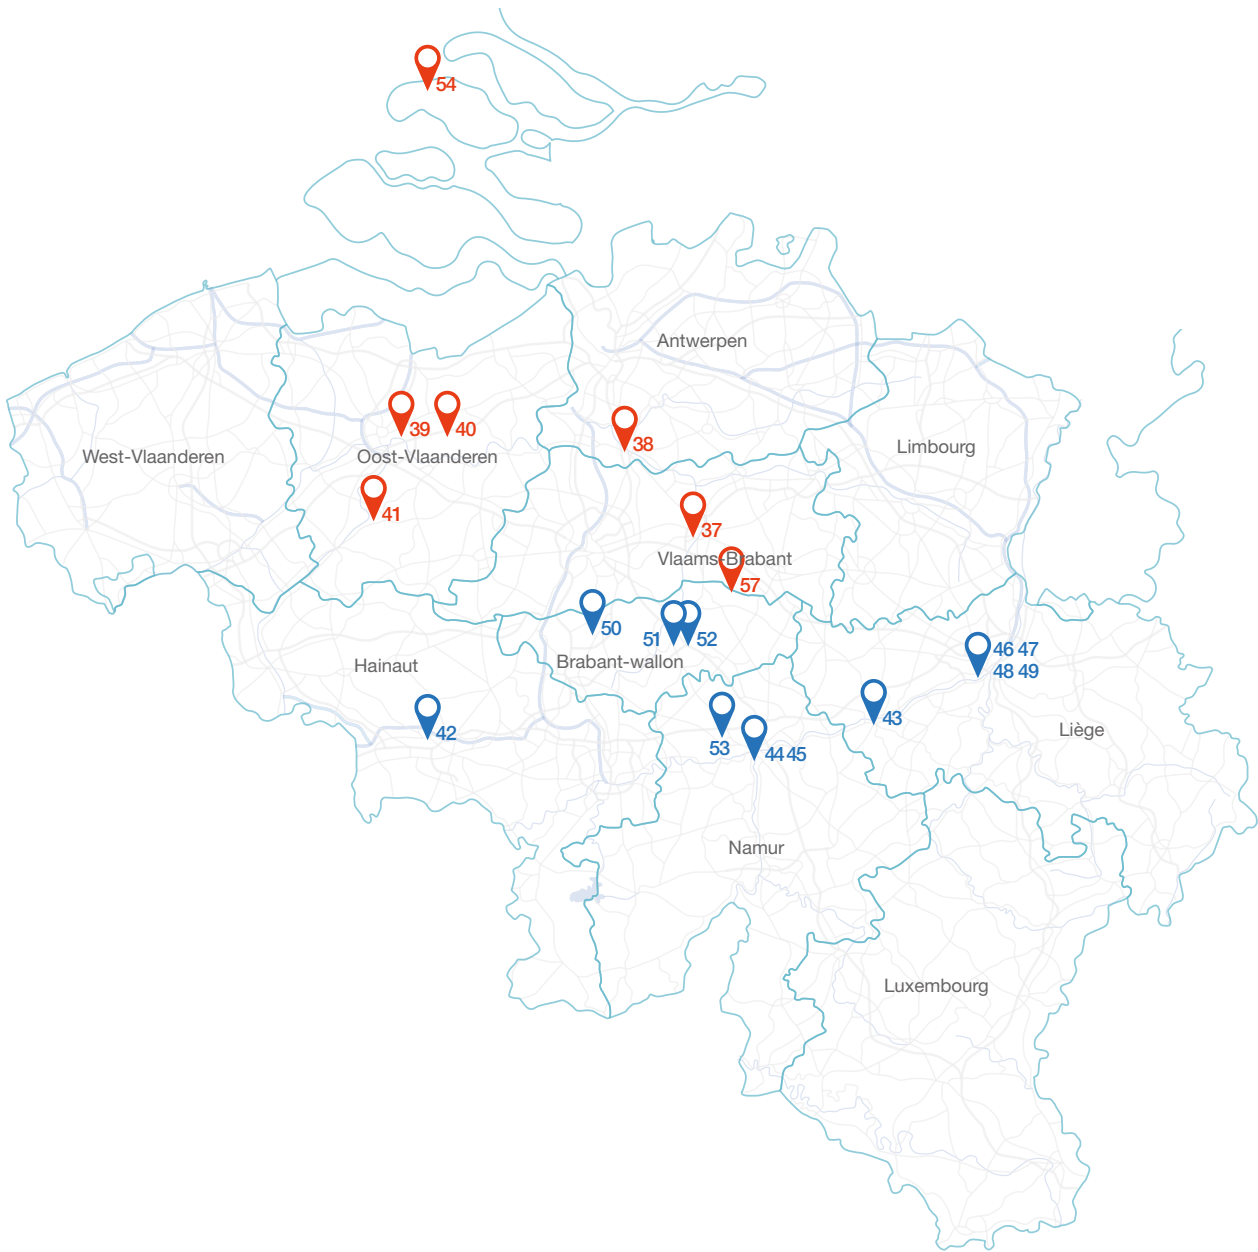 54
Antwerpen
39
40
38
West-Vlaanderen
Oost-Vlaanderen
Limbourg
41
37
Vlaams-Brabant
57
50
51
52
46 47
48 49
Hainaut
Brabant-wallon
42
43
53
44 45
Liège
Namur
Luxembourg